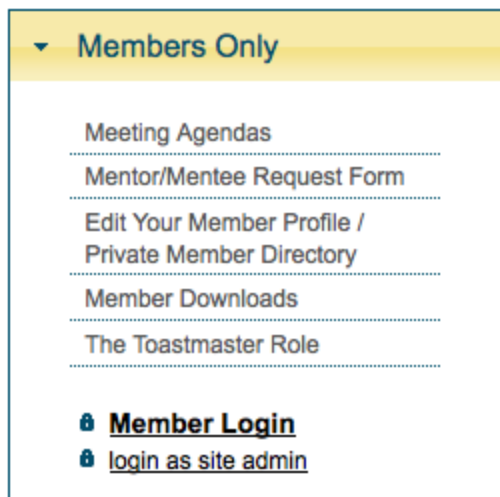 Members Only
Meeting Agendas
Mentor/Mentee Request Form
Edit Your Member Profile /
Private Member Directory
Member Downloads
The Toastmaster Role
Member Login
login as site admin